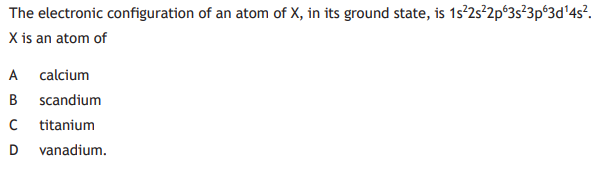 The electronic configuration of an atom of X, in its ground state, is 1s²2s²2p⁶3s²3p⁶3d¹4s².
X is an atom of
A calcium
B scandium
C titanium
D vanadium.